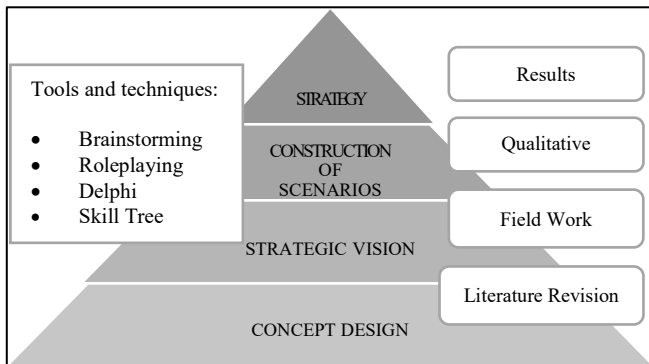 Tools and techniques:
• Brainstorming
• Roleplaying
• Delphi
• Skill Tree
STRATEGY
CONSTRUCTION
OF
SCENARIOS
STRATEGIC VISION
CONCEPT DESIGN
Results
Qualitative
Field Work
Literature Revision